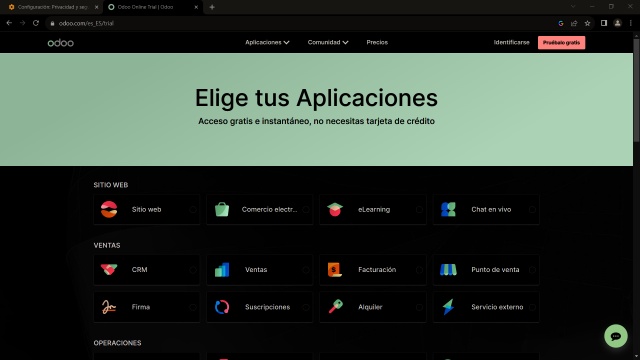 Configuración: Privacidad y seg
Odoo Online Trial | Odoo
odoo.com/es_ES/trial
odoo
Aplicaciones
Comunidad
Precios
Identificarse
Pruébalo gratis
Elige tus Aplicaciones
Acceso gratis e instantáneo, no necesitas tarjeta de crédito
SITIO WEB
Sitio web
Comercio electr...
eLearning
Chat en vivo
VENTAS
CRM
Ventas
Facturación
Punto de venta
Firma
Suscripciones
Alquiler
Servicio externo
OPERACIONES